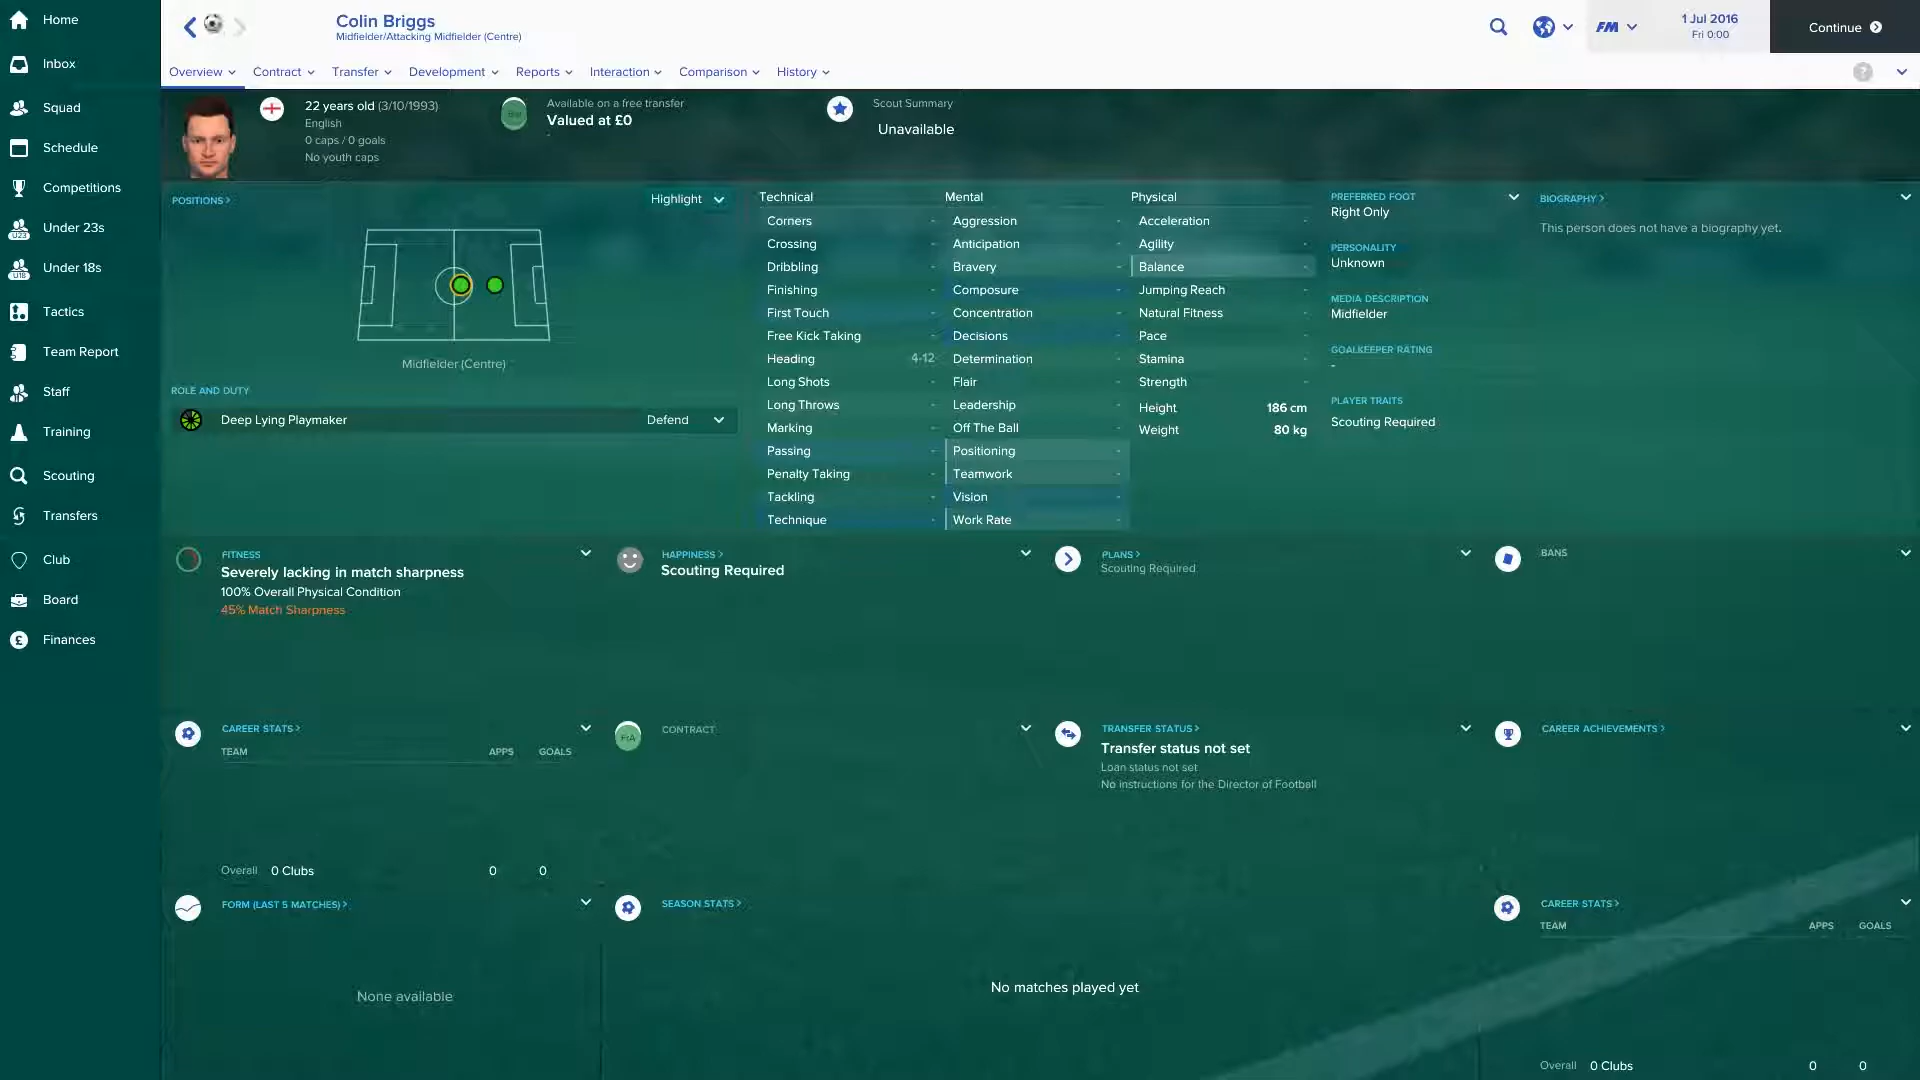 Home
Inbox
Squad
Schedule
Competitions
Under 23s
Under 18s
Tactics
Team Report
Staff
Training
Scouting
Transfers
Club
Board
Finances
Colin Briggs
Midfielder/Attacking Midfielder (Centre)
FM
1 Jul 2016
Fri 0:00
Continue
Overview
Contract
Transfer
Development
Reports
Interaction
Comparison
History
22 years old (3/10/1993)
English
0 caps / 0 goals
No youth caps
Available on a free transfer
Valued at £0
-
Scout Summary
Unavailable
POSITIONS >
Highlight
Midfielder (Centre)
ROLE AND DUTY
Deep Lying Playmaker Defend
Technical
Corners -
Crossing -
Dribbling -
Finishing -
First Touch -
Free Kick Taking -
Heading 4-12
Long Shots -
Long Throws -
Marking -
Passing -
Penalty Taking -
Tackling -
Technique -
Mental
Aggression -
Anticipation -
Bravery -
Composure -
Concentration -
Decisions -
Determination -
Flair -
Leadership -
Off The Ball -
Positioning -
Teamwork -
Vision -
Work Rate -
Physical
Acceleration -
Agility -
Balance -
Jumping Reach -
Natural Fitness -
Pace -
Stamina -
Strength -
Height 186 cm
Weight 80 kg
PREFERRED FOOT
Right Only
PERSONALITY
Unknown
MEDIA DESCRIPTION
Midfielder
GOALKEEPER RATING
-
PLAYER TRAITS
Scouting Required
BIOGRAPHY >
This person does not have a biography yet.
FITNESS
Severely lacking in match sharpness
100% Overall Physical Condition
45% Match Sharpness
HAPPINESS >
Scouting Required
PLANS >
Scouting Required
BANS
CAREER STATS >
TEAM APPS GOALS
Overall 0 Clubs 0 0
FrA
CONTRACT
TRANSFER STATUS >
Transfer status not set
Loan status not set
No instructions for the Director of Football
CAREER ACHIEVEMENTS >
FORM (LAST 5 MATCHES) >
None available
SEASON STATS >
No matches played yet
CAREER STATS >
TEAM APPS GOALS
Overall 0 Clubs 0 0